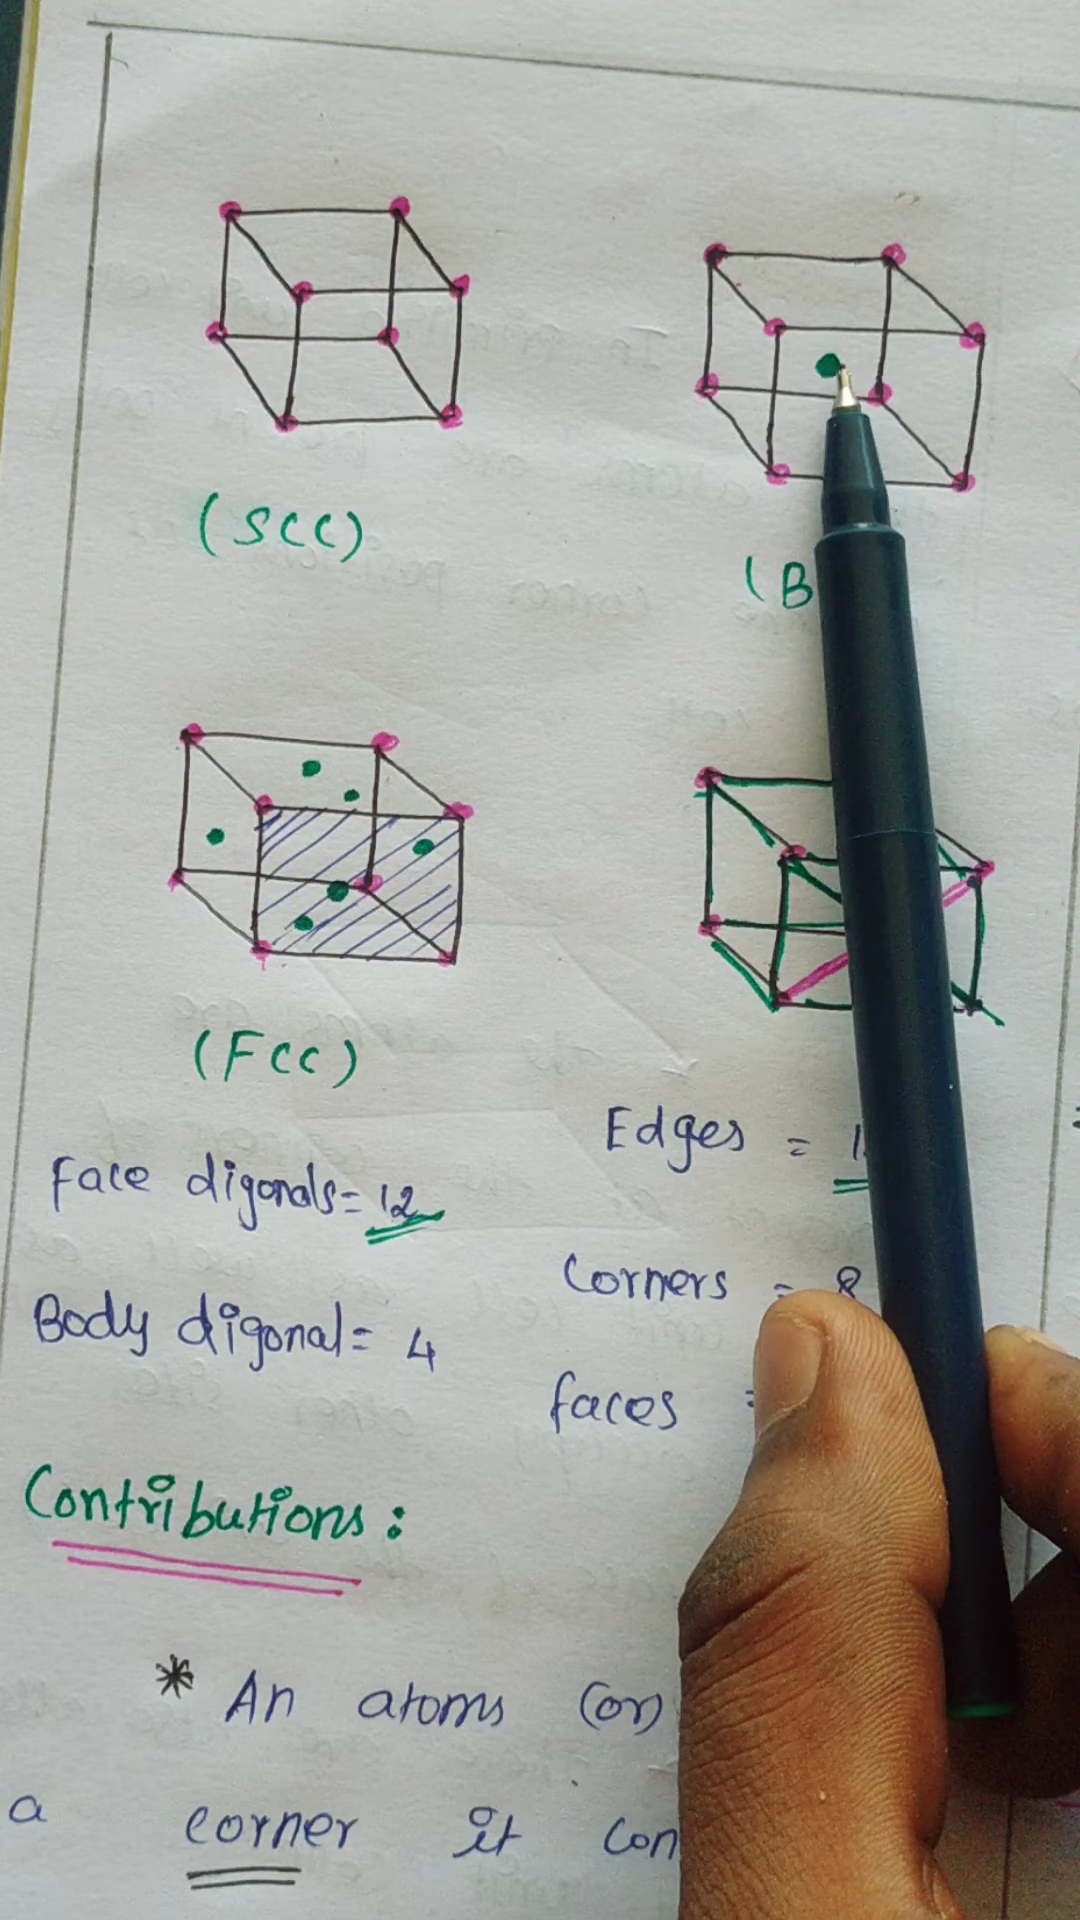 (SCC)
(B
(FCC)
Edges =
Face digonals= 12
Corners = 8
Body digonal= 4
faces =
Contributions:
* An atoms (or)
a corner it con